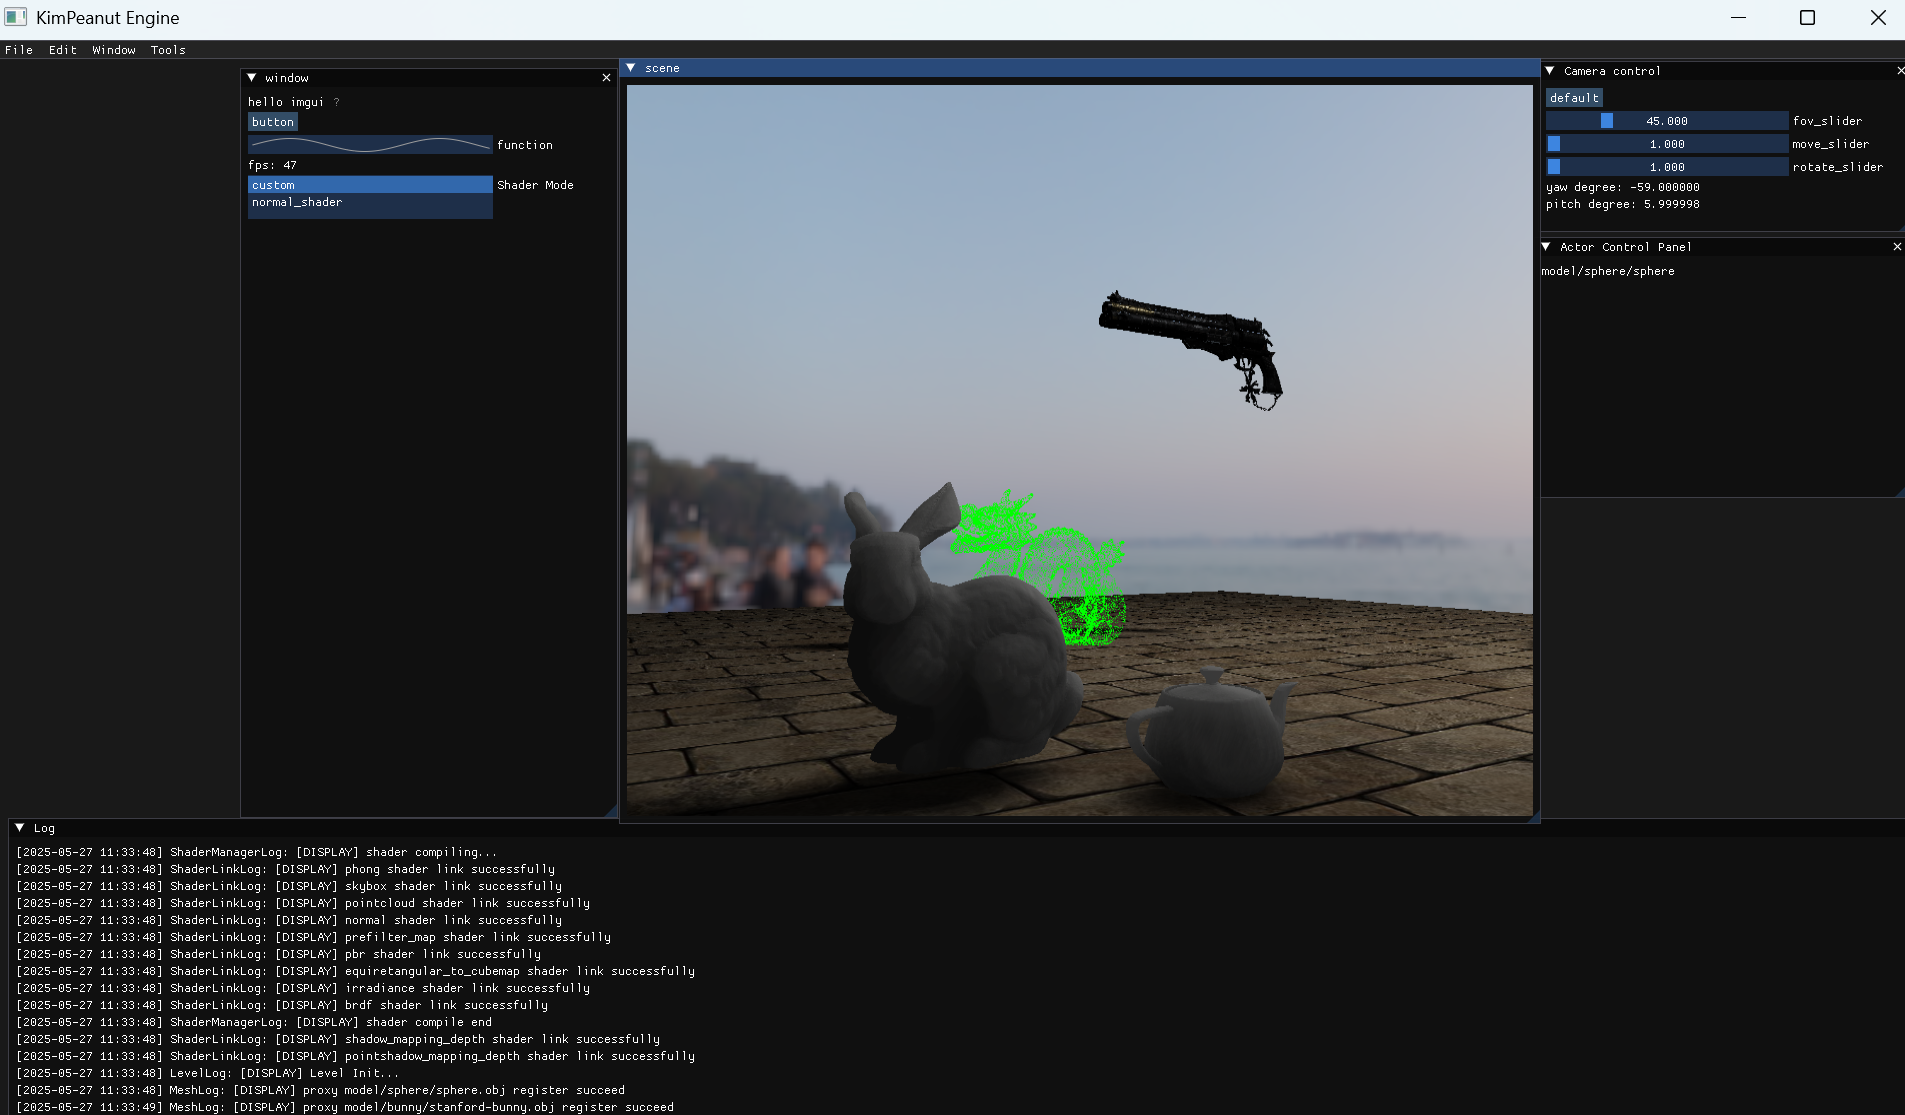 KimPeanut Engine
File Edit Window Tools
window
hello imgui ?
button
function
fps: 47
custom
Shader Mode
normal_shader
scene
Camera control
default
45.000 fov_slider
1.000 move_slider
1.000 rotate_slider
yaw degree: -59.000000
pitch degree: 5.999998
Actor Control Panel
model/sphere/sphere
Log
[2025-05-27 11:33:48] ShaderManagerLog: [DISPLAY] shader compiling...
[2025-05-27 11:33:48] ShaderLinkLog: [DISPLAY] phong shader link successfully
[2025-05-27 11:33:48] ShaderLinkLog: [DISPLAY] skybox shader link successfully
[2025-05-27 11:33:48] ShaderLinkLog: [DISPLAY] pointcloud shader link successfully
[2025-05-27 11:33:48] ShaderLinkLog: [DISPLAY] normal shader link successfully
[2025-05-27 11:33:48] ShaderLinkLog: [DISPLAY] prefilter_map shader link successfully
[2025-05-27 11:33:48] ShaderLinkLog: [DISPLAY] pbr shader link successfully
[2025-05-27 11:33:48] ShaderLinkLog: [DISPLAY] equiretangular_to_cubemap shader link successfully
[2025-05-27 11:33:48] ShaderLinkLog: [DISPLAY] irradiance shader link successfully
[2025-05-27 11:33:48] ShaderLinkLog: [DISPLAY] brdf shader link successfully
[2025-05-27 11:33:48] ShaderManagerLog: [DISPLAY] shader compile end
[2025-05-27 11:33:48] ShaderLinkLog: [DISPLAY] shadow_mapping_depth shader link successfully
[2025-05-27 11:33:48] ShaderLinkLog: [DISPLAY] pointshadow_mapping_depth shader link successfully
[2025-05-27 11:33:48] LevelLog: [DISPLAY] Level Init...
[2025-05-27 11:33:48] MeshLog: [DISPLAY] proxy model/sphere/sphere.obj register succeed
[2025-05-27 11:33:49] MeshLog: [DISPLAY] proxy model/bunny/stanford-bunny.obj register succeed